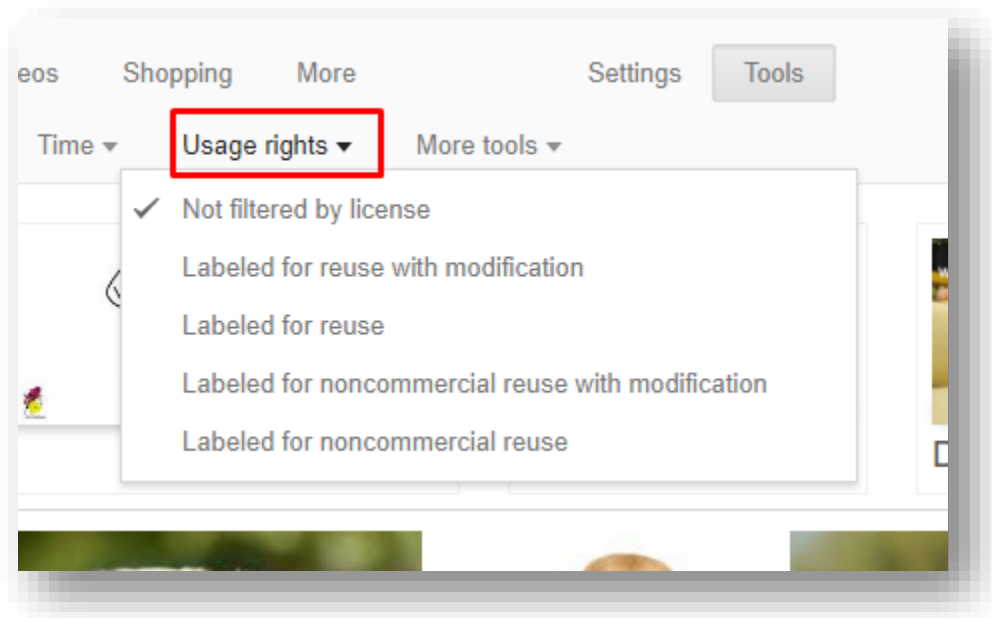 eos Shopping More Settings Tools
Time Usage rights More tools
Not filtered by license
Labeled for reuse with modification
Labeled for reuse
Labeled for noncommercial reuse with modification
Labeled for noncommercial reuse